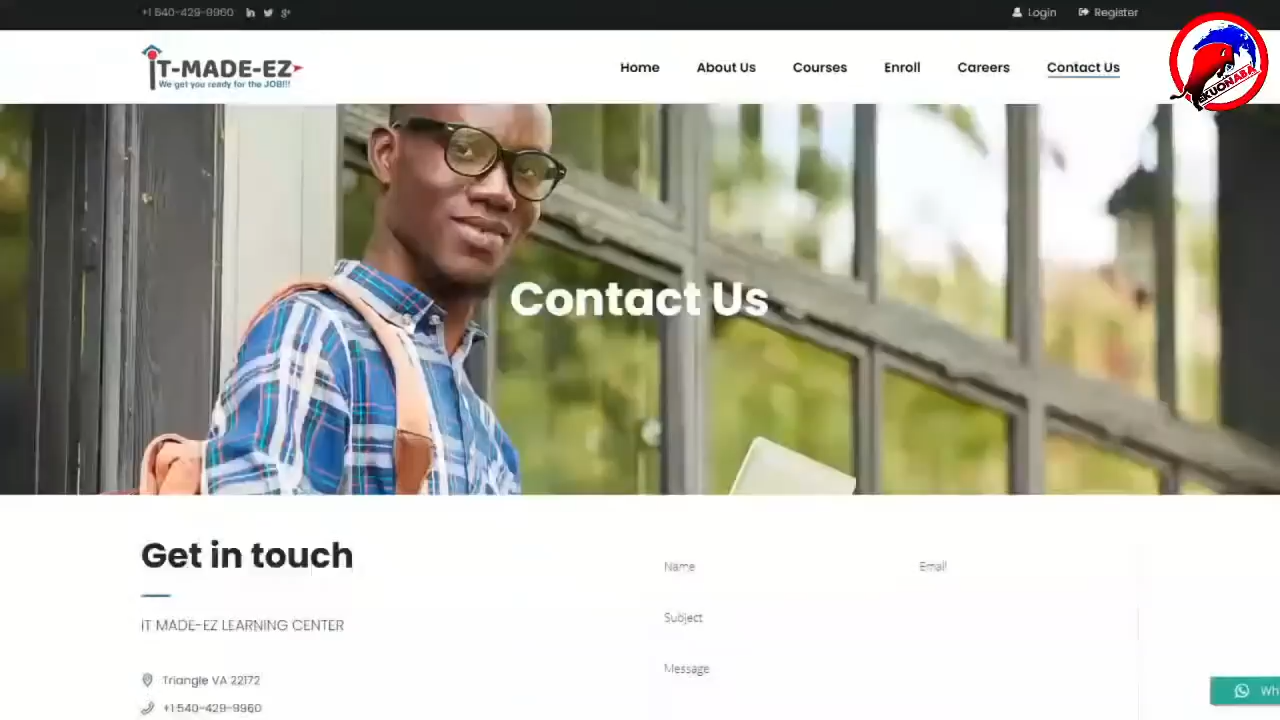 +1 540-429-9960
Login
Register
iT-MADE-EZ
We get you ready for the JOB!!!
Home
About Us
Courses
Enroll
Careers
Contact Us
Contact Us
Get in touch
iT MADE-EZ LEARNING CENTER
Triangle VA 22172
+1 540-429-9960
Name
Email
Subject
Message